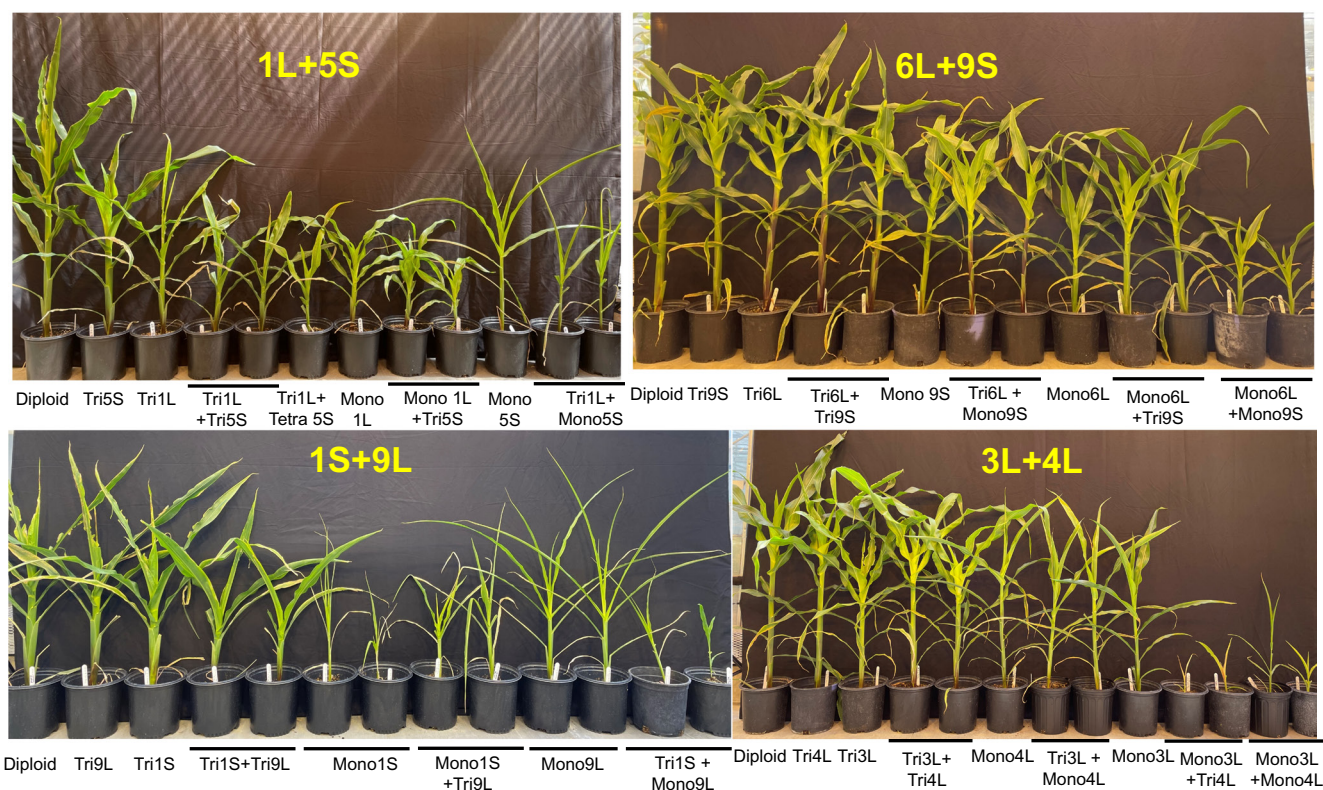 1L+5S
Diploid Tri5S Tri1L Tri1L Tri1L+ Mono Mono 1L Mono Tri1L+
+Tri5S Tetra 5S 1L +Tri5S 5S Mono5S
6L+9S
Diploid Tri9S Tri6L Tri6L+ Mono 9S Tri6L + Mono6L Mono6L Mono6L
Tri9S Mono9S +Tri9S +Mono9S
1S+9L
Diploid Tri9L Tri1S Tri1S+Tri9L Mono1S Mono1S Mono9L Tri1S +
+Tri9L Mono9L
3L+4L
Diploid Tri4L Tri3L Tri3L+ Mono4L Tri3L + Mono3L Mono3L Mono3L
Tri4L Mono4L +Tri4L +Mono4L